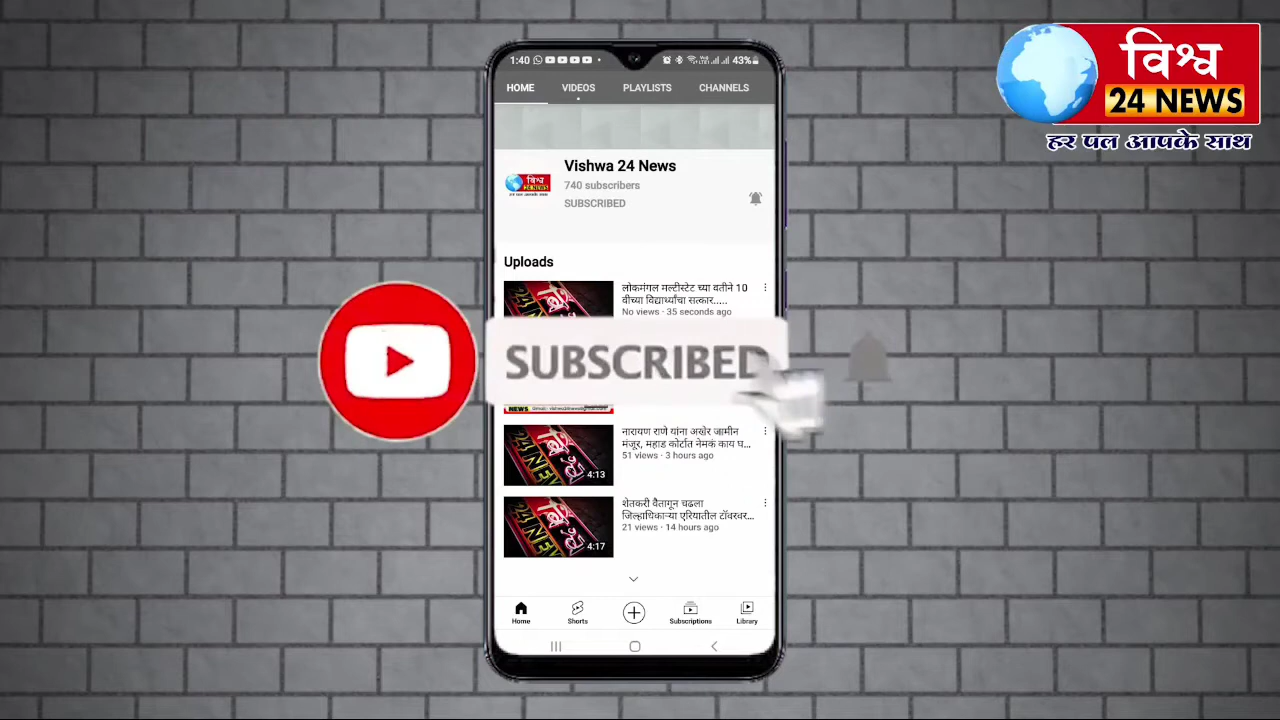 विश्व
24 NEWS
हर पल आपके साथ
1:40
43%
HOME VIDEOS PLAYLISTS CHANNELS
Vishwa 24 News
740 subscribers
SUBSCRIBED
Uploads
लोकमंगल मल्टीस्टेट च्या वतीने 10
वीच्या विद्यार्थ्यांचा सत्कार.....
No views · 35 seconds ago
SUBSCRIBED
NEWS
नारायण राणे यांना अखेर जामीन
मंजूर, महाड कोर्टात नेमकं काय घ...
51 views · 3 hours ago
4:13
शेतकरी वैतागून चढला
जिल्हाधिकाऱ्या एरियातील टॉवरवर...
21 views · 14 hours ago
4:17
Home Shorts Subscriptions Library